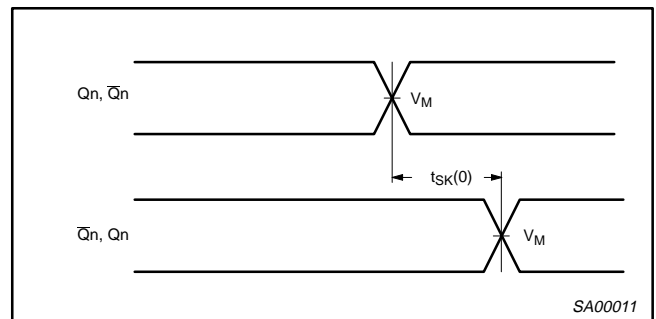 Qn, Q̅n
V_M
t_SK(0)
Q̅n, Qn
V_M
SA00011